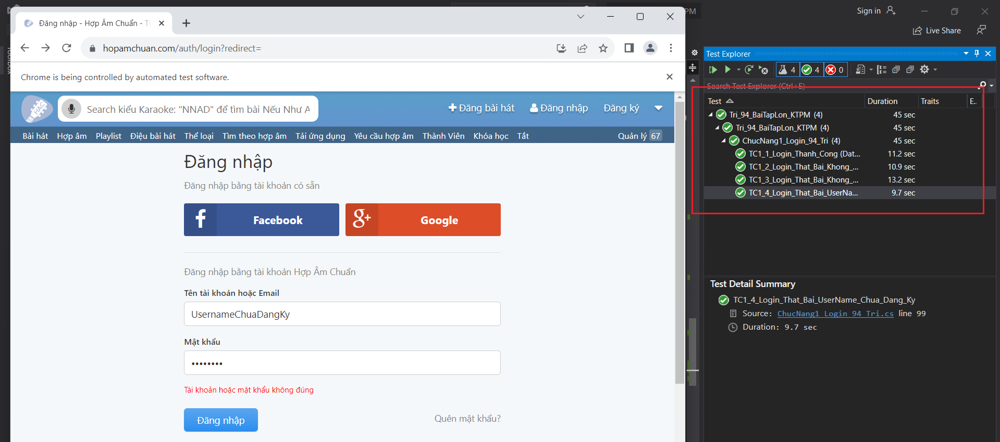 Đăng nhập - Hợp Âm Chuẩn - T
PM
Sign in
Live Share
hopamchuan.com/auth/login?redirect=
Chrome is being controlled by automated test software.
Search kiểu Karaoke: "NNAD" để tìm bài Nếu Như A
Đăng bài hát
Đăng nhập
Đăng ký
HAC
Bài hát
Hợp âm
Playlist
Điệu bài hát
Thể loại
Tìm theo hợp âm
Tải ứng dụng
Yêu cầu hợp âm
Thành Viên
Khóa học
Tắt
Quản lý 67
Đăng nhập
Đăng nhập bằng tài khoản có sẵn
f Facebook
g+ Google
Đăng nhập bằng tài khoản Hợp Âm Chuẩn
Tên tài khoản hoặc Email
UsernameChuaDangKy
Mật khẩu
••••••••
Tài khoản hoặc mật khẩu không đúng
Đăng nhập
Quên mật khẩu?
Test Explorer
4 4 0
Search Test Explorer (Ctrl+E)
Test Duration Traits E..
Tri_94_BaiTapLon_KTPM (4) 45 sec
Tri_94_BaiTapLon_KTPM (4) 45 sec
ChucNang1_Login_94_Tri (4) 45 sec
TC1_1_Login_Thanh_Cong (Dat... 11.2 sec
TC1_2_Login_That_Bai_Khong_... 10.9 sec
TC1_3_Login_That_Bai_Khong_... 13.2 sec
TC1_4_Login_That_Bai_UserNa... 9.7 sec
Test Detail Summary
TC1_4_Login_That_Bai_UserName_Chua_Dang_Ky
Source: ChucNang1_Login_94_Tri.cs line 99
Duration: 9.7 sec